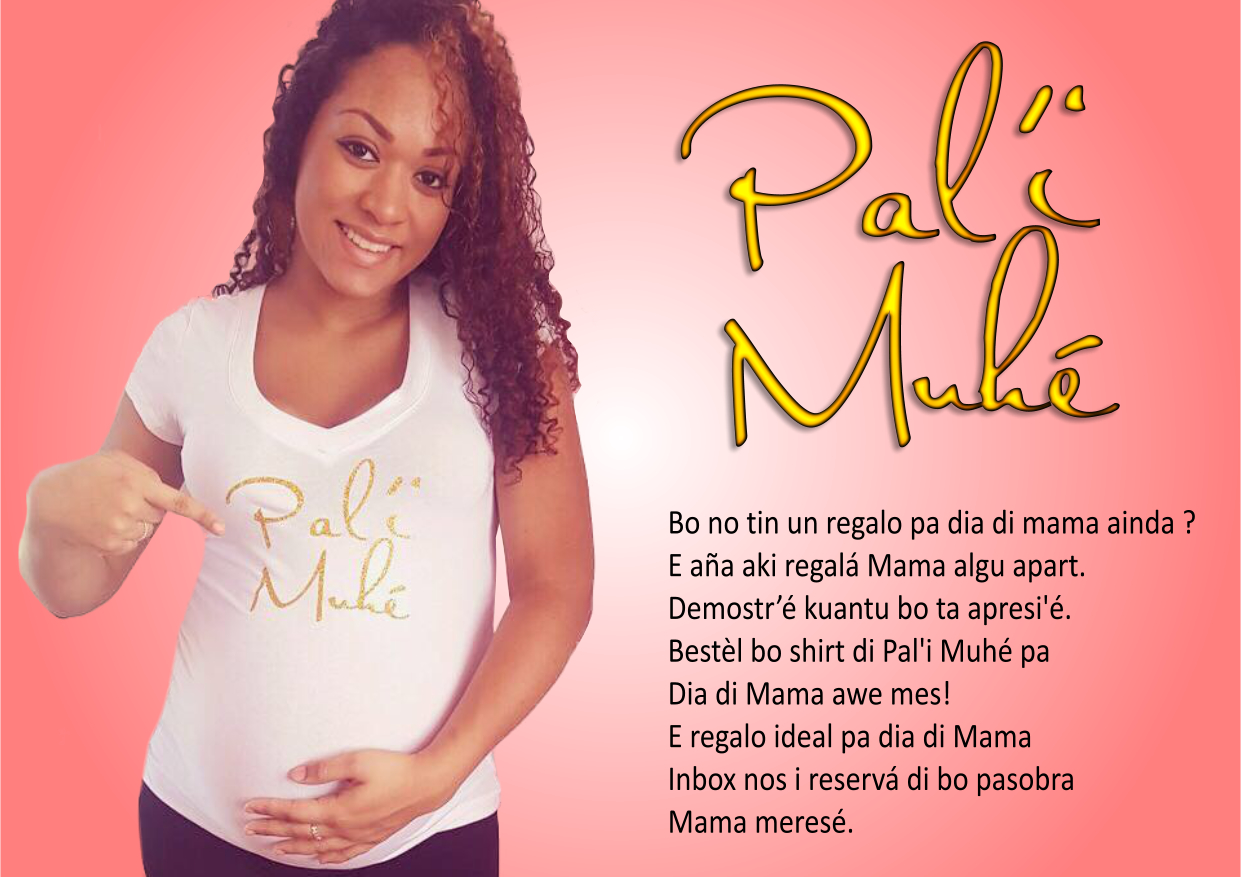 Pal'i
Muhé
Pal'i
Muhé
Bo no tin un regalo pa dia di mama ainda ?
E aña aki regalá Mama algu apart.
Demostr’é kuantu bo ta apresi'é.
Bestèl bo shirt di Pal'i Muhé pa
Dia di Mama awe mes!
E regalo ideal pa dia di Mama
Inbox nos i reservá di bo pasobra
Mama meresé.